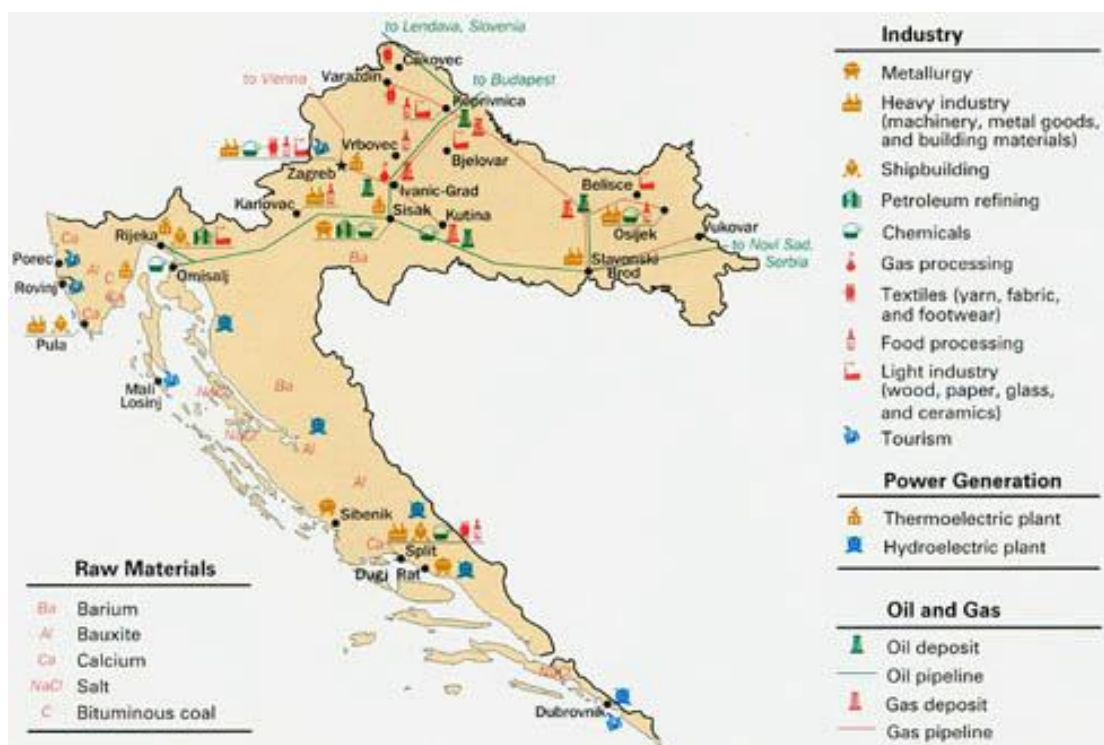 to Lendava, Slovenia
Cakovec
to Vienna
Varazdin
to Budapest
Koprivnica
Vrbovec
Bjelovar
Zagreb
Ivanic-Grad
Belisce
Karlovac
Sisak
Kutina
Osijek
Vukovar
Rijeka
Ca
Porec
Al
Omisalj
Ba
Slavonski
Brod
to Novi Sad,
Serbia
Rovinj
C
Ca
Ca
Pula
Mali
Losinj
NaCl
Ba
NaCl
Al
Al
Sibenik
Ca
Split
Dugi Rat
NaCl
Dubrovnik
Industry
Metallurgy
Heavy industry
(machinery, metal goods,
and building materials)
Shipbuilding
Petroleum refining
Chemicals
Gas processing
Textiles (yarn, fabric,
and footwear)
Food processing
Light industry
(wood, paper, glass,
and ceramics)
Tourism
Power Generation
Thermoelectric plant
Hydroelectric plant
Oil and Gas
Oil deposit
Oil pipeline
Gas deposit
Gas pipeline
Raw Materials
Ba Barium
Al Bauxite
Ca Calcium
NaCl Salt
C Bituminous coal